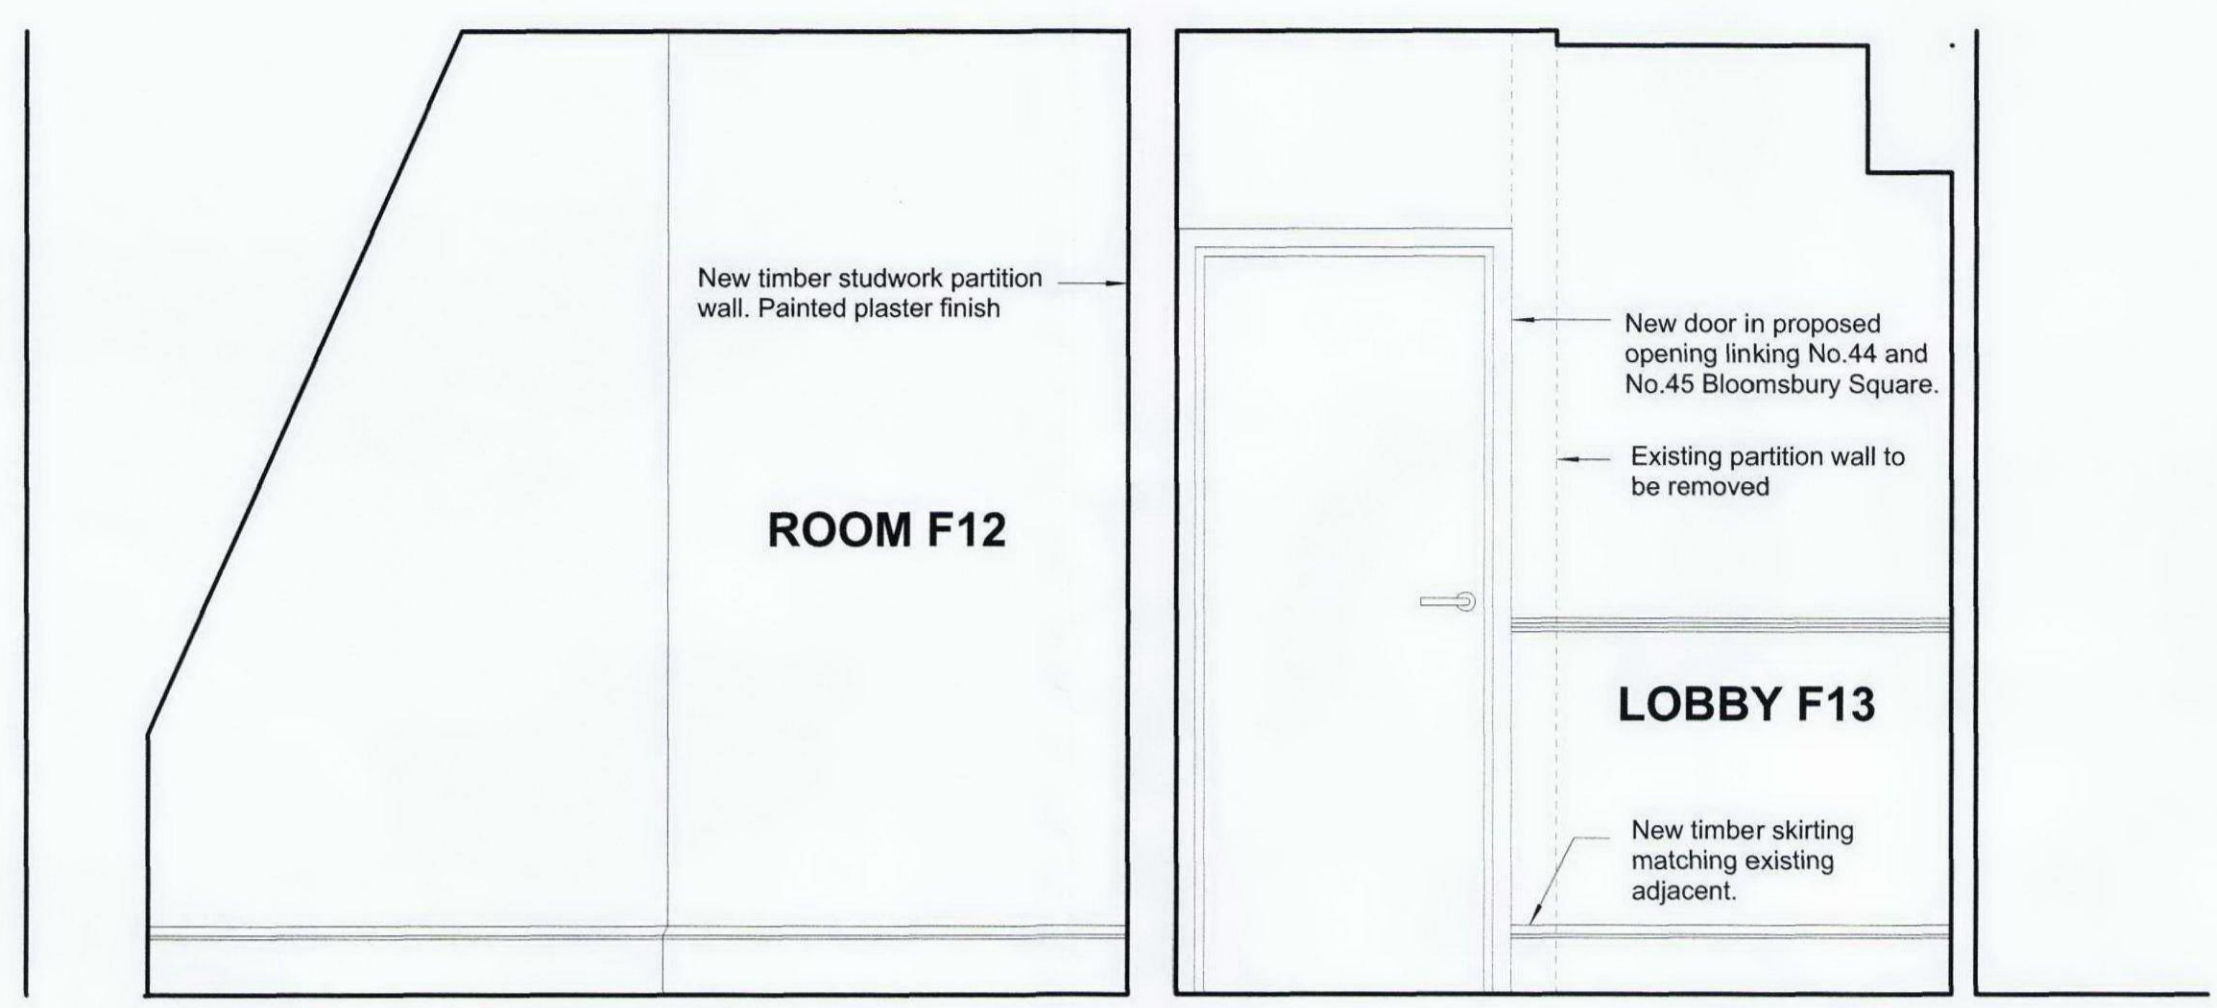 New timber studwork partition
wall. Painted plaster finish
ROOM F12
New door in proposed
opening linking No.44 and
No.45 Bloomsbury Square.
Existing partition wall to
be removed
LOBBY F13
New timber skirting
matching existing
adjacent.